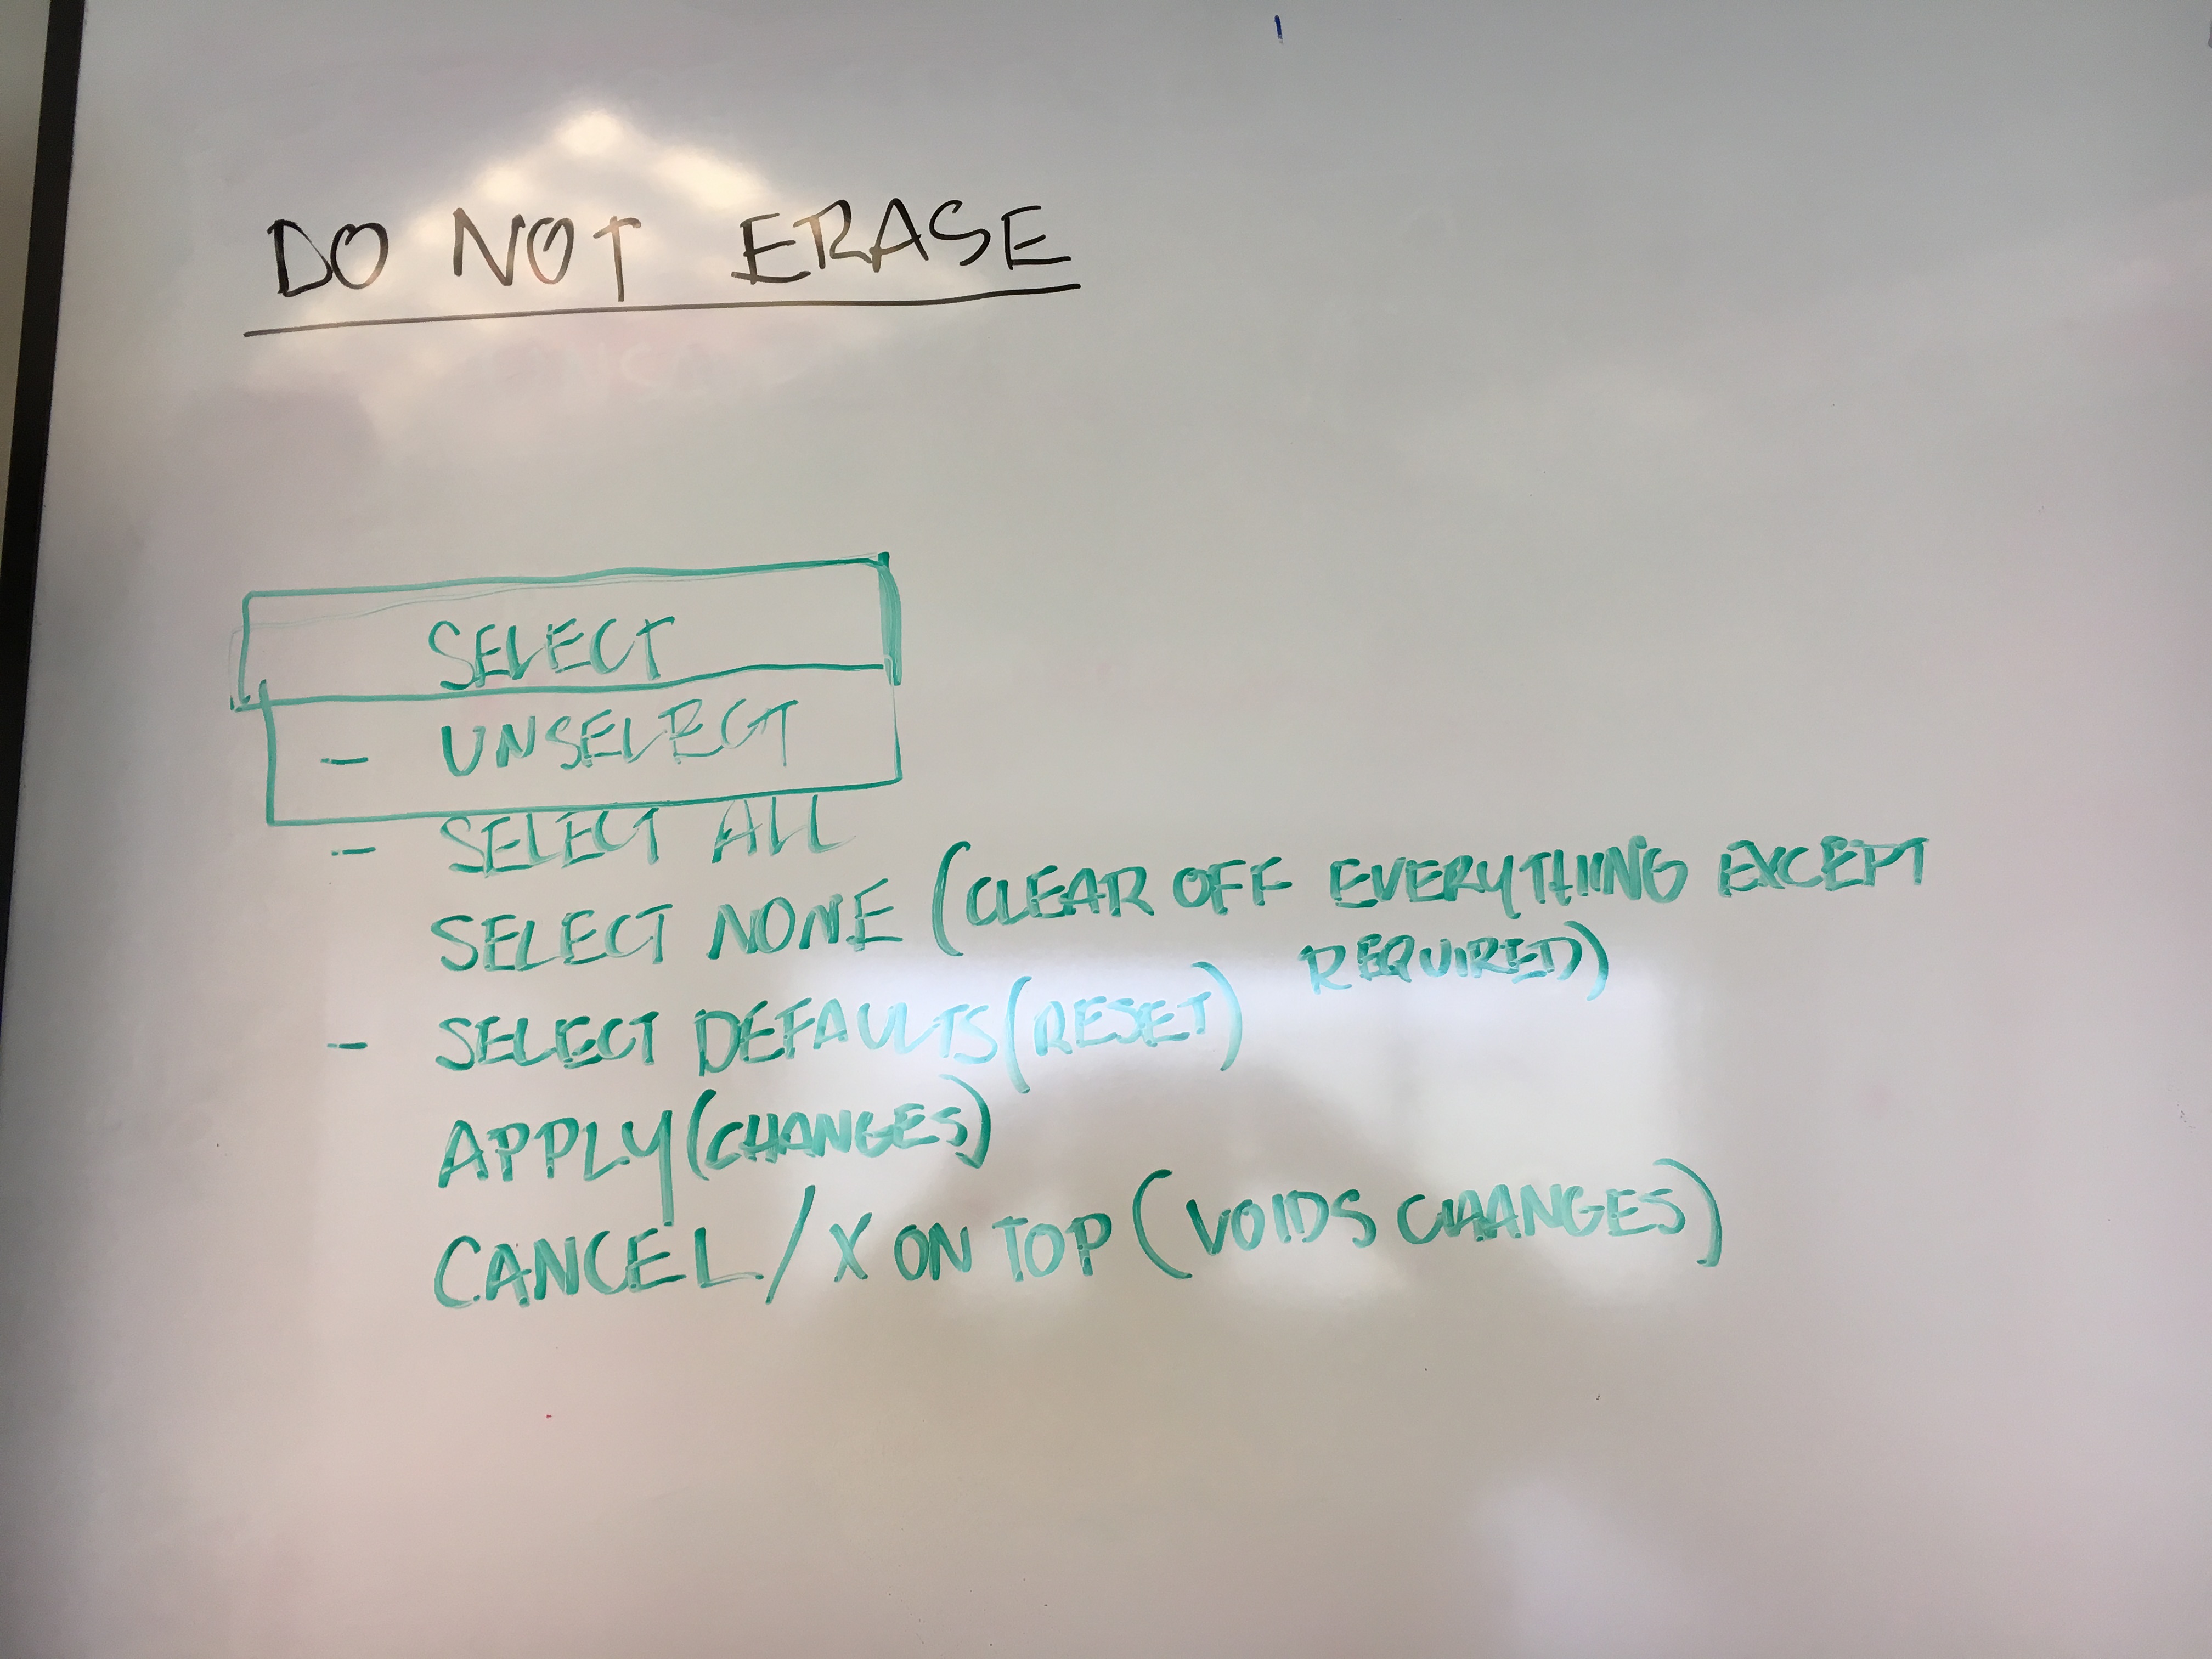 DO NOT ERASE
SELECT
- UNSELECT
- SELECT ALL
SELECT NONE (CLEAR OFF EVERYTHING EXCEPT
REQUIRED)
- SELECT DEFAULTS (RESET)
APPLY (CHANGES)
CANCEL / X ON TOP (VOIDS CHANGES)